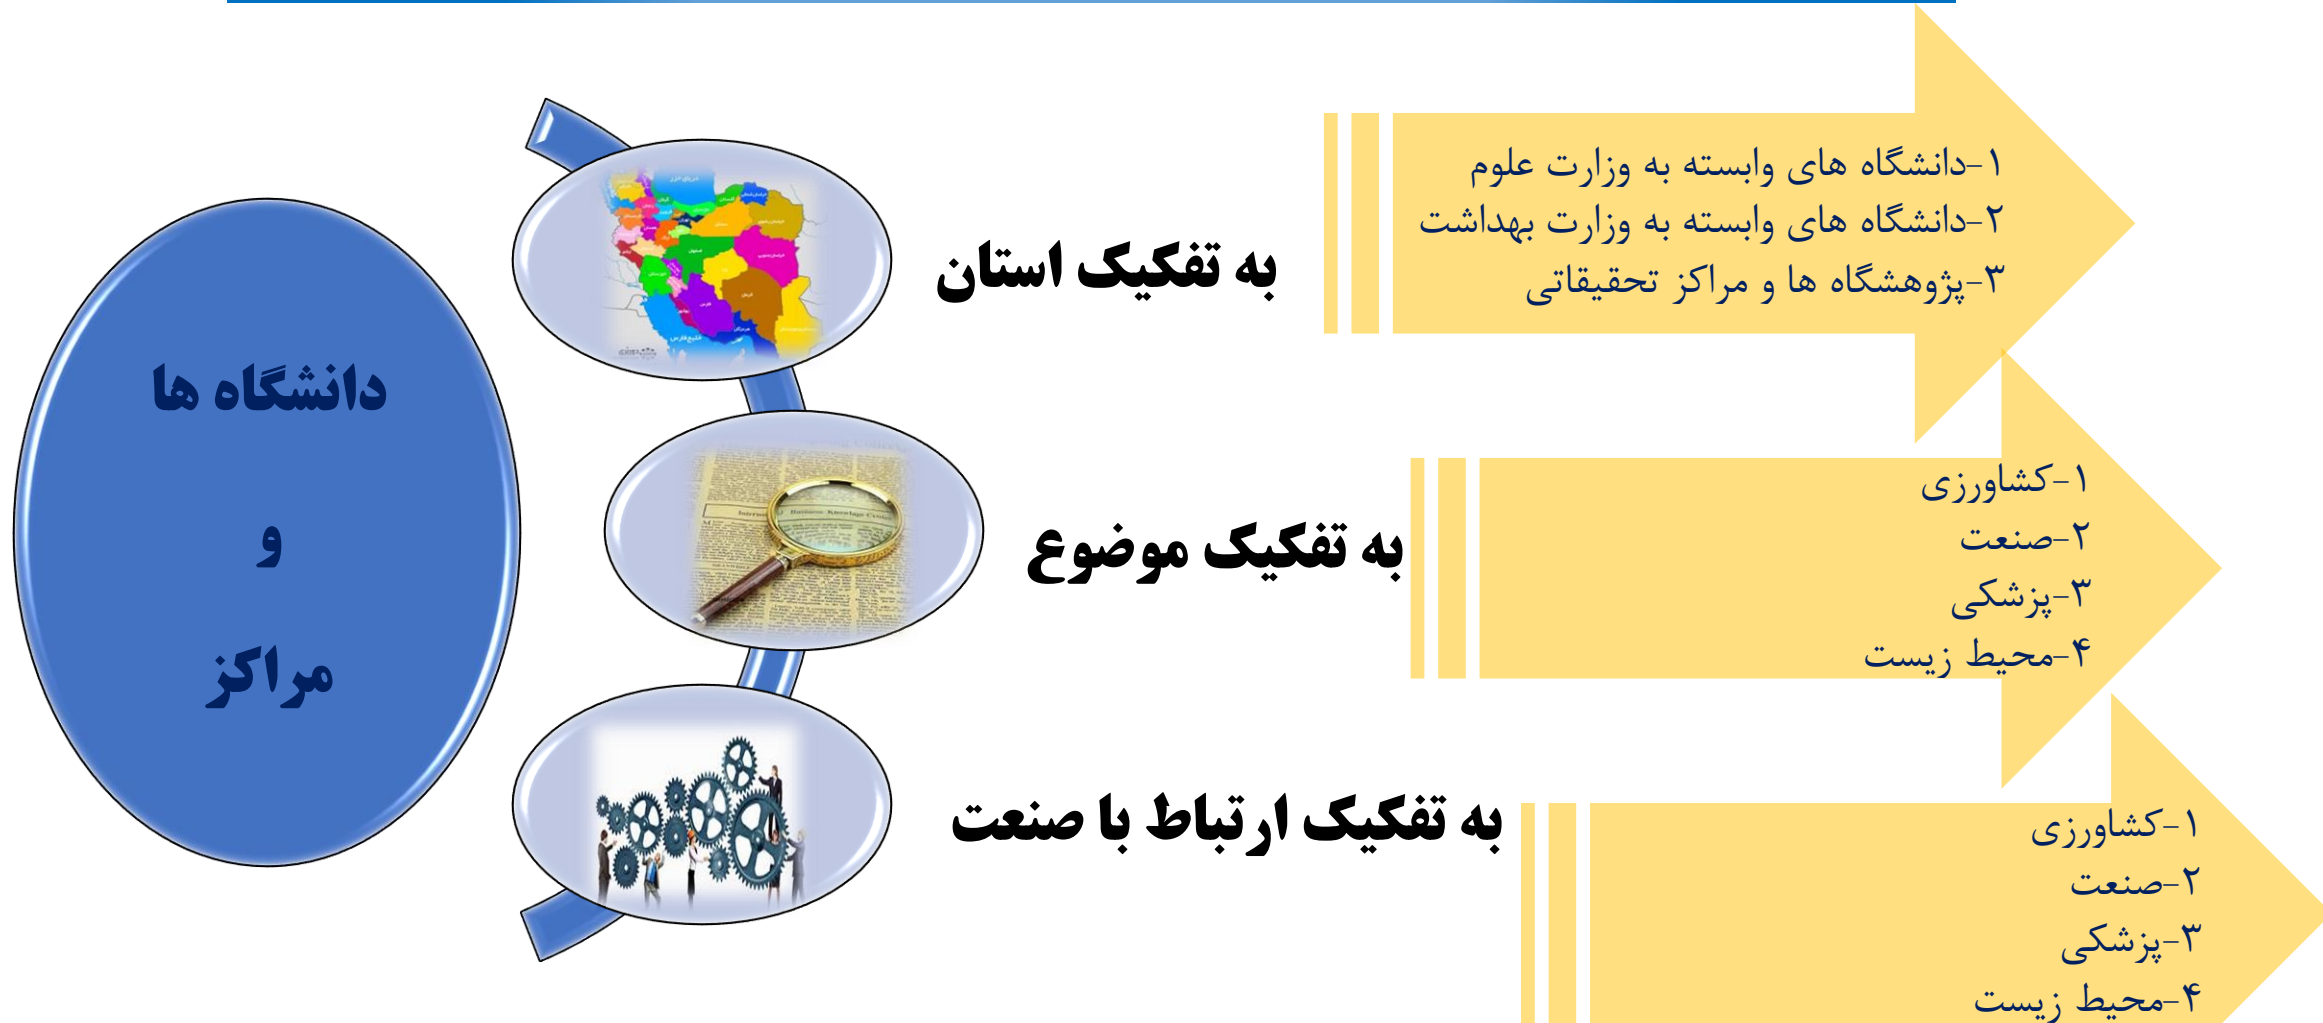 دانشگاه ها
و
مراکز
به تفکیک استان
۱-دانشگاه های وابسته به وزارت علوم
۲-دانشگاه های وابسته به وزارت بهداشت
۳-پژوهشگاه ها و مراکز تحقیقاتی
به تفکیک موضوع
۱-کشاورزی
۲-صنعت
۳-پزشکی
۴-محیط زیست
به تفکیک ارتباط با صنعت
۱-کشاورزی
۲-صنعت
۳-پزشکی
۴-محیط زیست